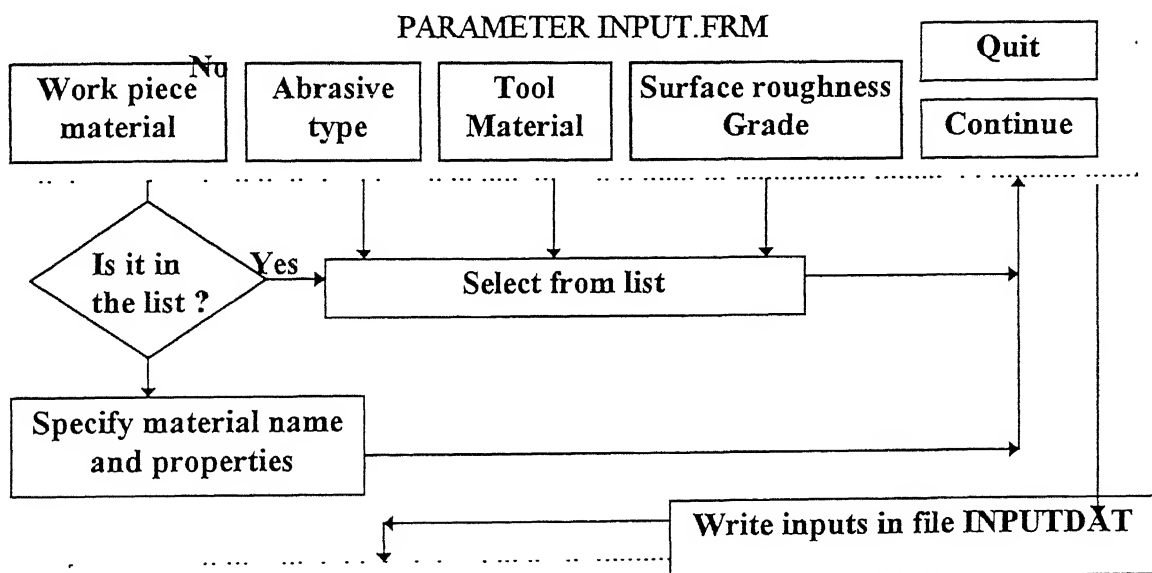 PARAMETER INPUT.FRM
Quit
No
Work piece
material
Abrasive
type
Tool
Material
Surface roughness
Grade
Continue
Is it in
the list ?
Yes
Select from list
Specify material name
and properties
Write inputs in file INPUTDAT